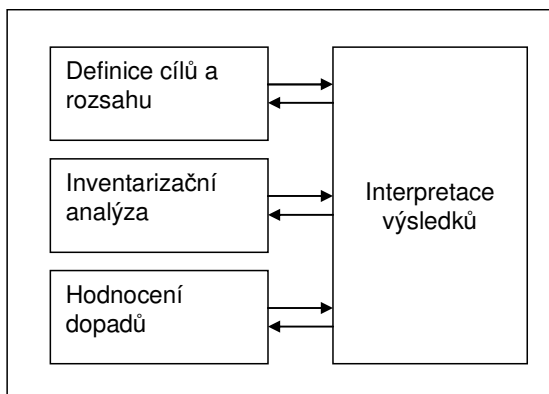 Definice cílů a
rozsahu
Inventarizační
analýza
Hodnocení
dopadů
Interpretace
výsledků